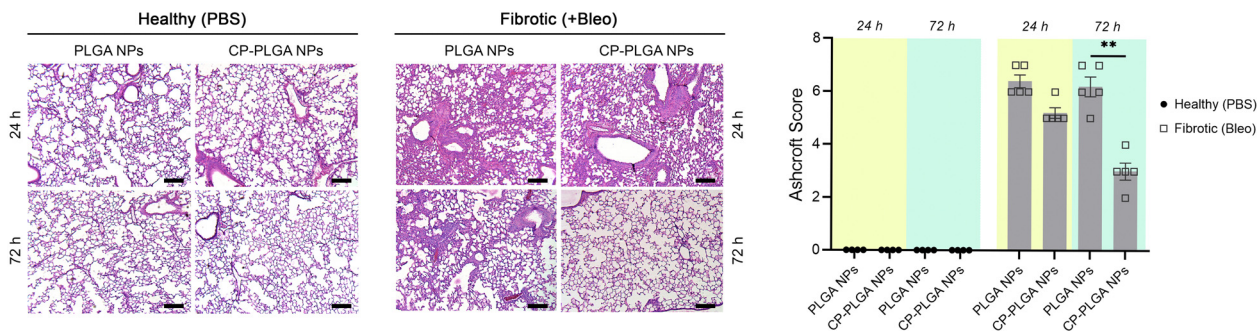 Healthy (PBS)
PLGA NPs
CP-PLGA NPs
24 h
72 h
Fibrotic (+Bleo)
PLGA NPs
CP-PLGA NPs
24 h
72 h
24 h
72 h
24 h
72 h
**
Ashcroft Score
8
6
4
2
0
PLGA NPs
CP-PLGA NPs
PLGA NPs
CP-PLGA NPs
PLGA NPs
CP-PLGA NPs
PLGA NPs
CP-PLGA NPs
Healthy (PBS)
Fibrotic (Bleo)